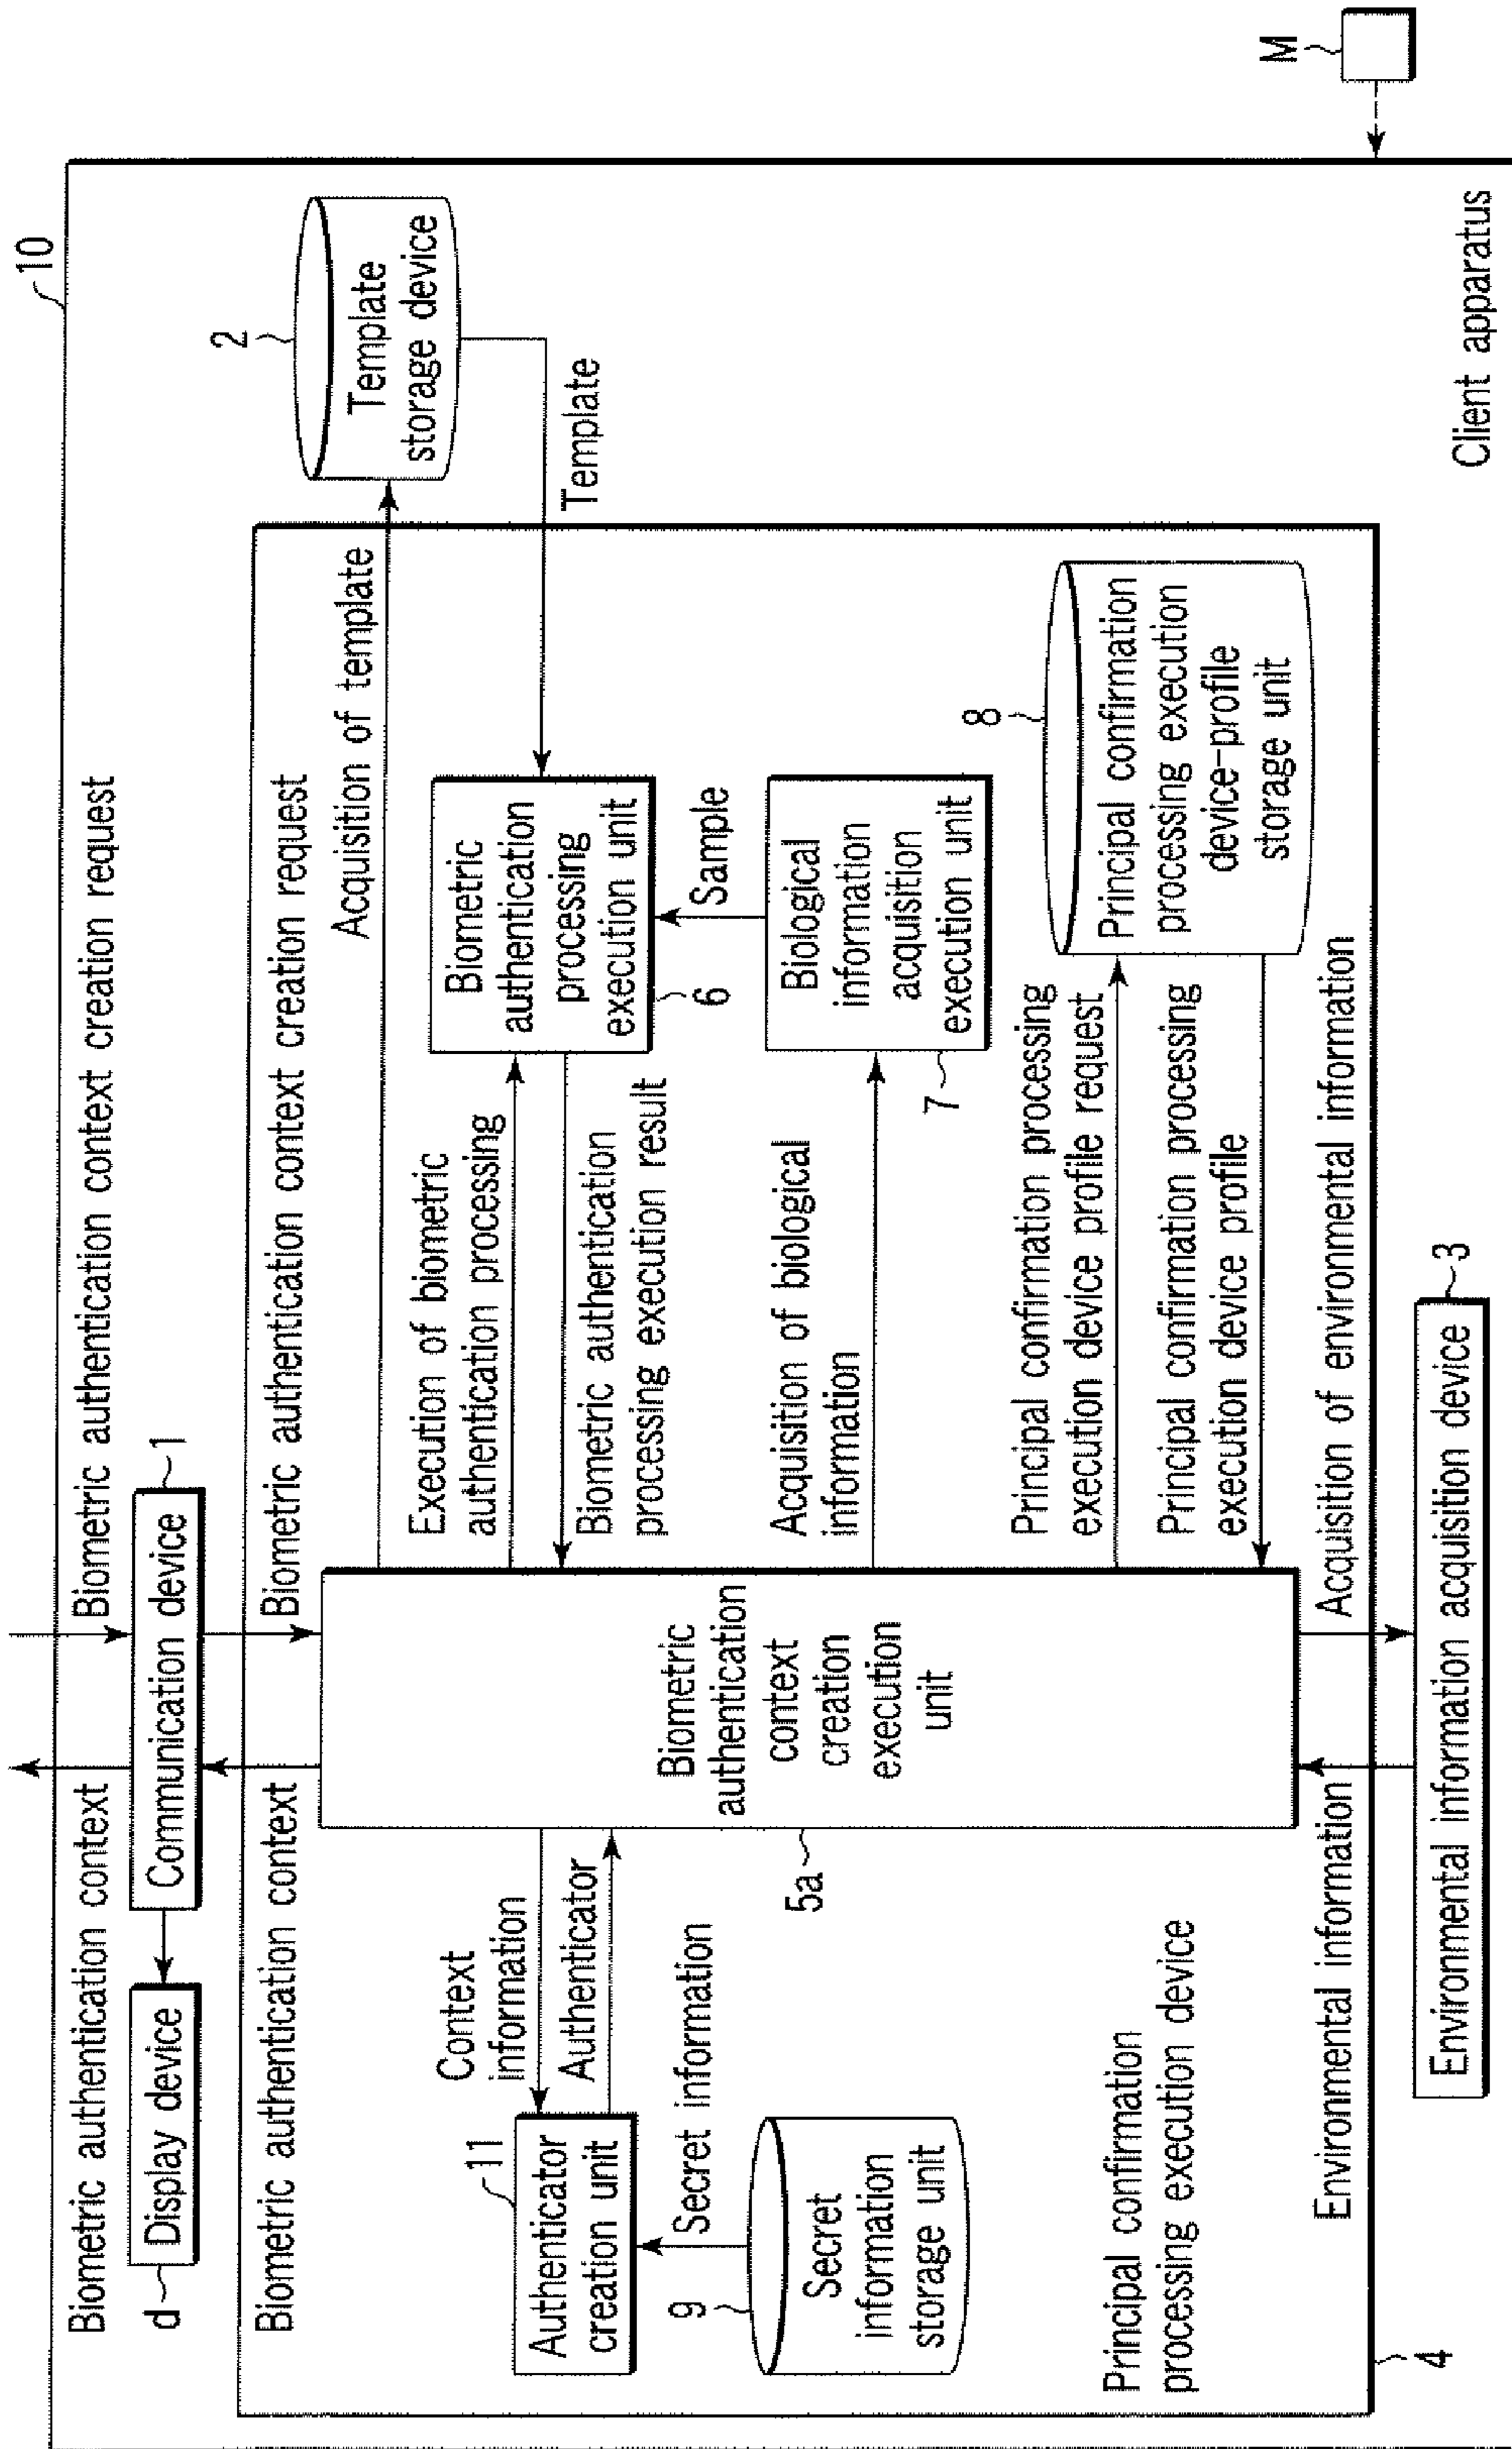 10
Biometric authentication context
Biometric authentication context creation request
d
Display device
Communication device
1
Biometric authentication context
Biometric authentication context creation request
2
Template
storage device
Acquisition of template
Template
11
Authenticator
creation unit
Context
information
Authenticator
Execution of biometric
authentication processing
Biometric authentication
processing execution result
Biometric
authentication
processing
execution unit
6
Sample
9
Secret information
Secret
information
storage unit
Biometric
authentication
context
creation
execution
unit
5a
Acquisition of biological
information
Biological
information
acquisition
execution unit
7
Principal confirmation processing
execution device profile request
Principal confirmation processing
execution device profile
8
Principal confirmation
processing execution
device-profile
storage unit
Principal confirmation
processing execution device
4
Environmental information
Acquisition of environmental information
Environmental information acquisition device
3
Client apparatus
M